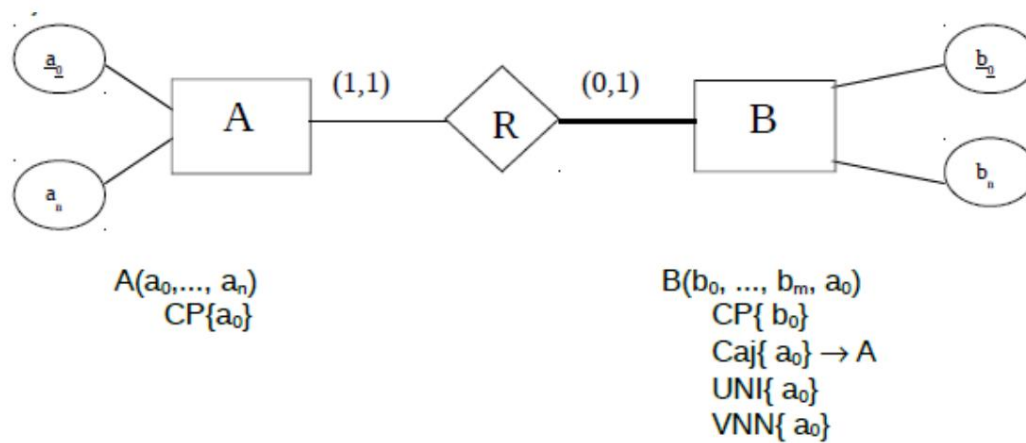 a₀
(1,1)
(0,1)
b₀
A
R
B
aₙ
bₙ
A(a₀,..., aₙ)
CP{a₀}
B(b₀, ..., bₘ, a₀)
CP{ b₀}
Caj{ a₀} → A
UNI{ a₀}
VNN{ a₀}